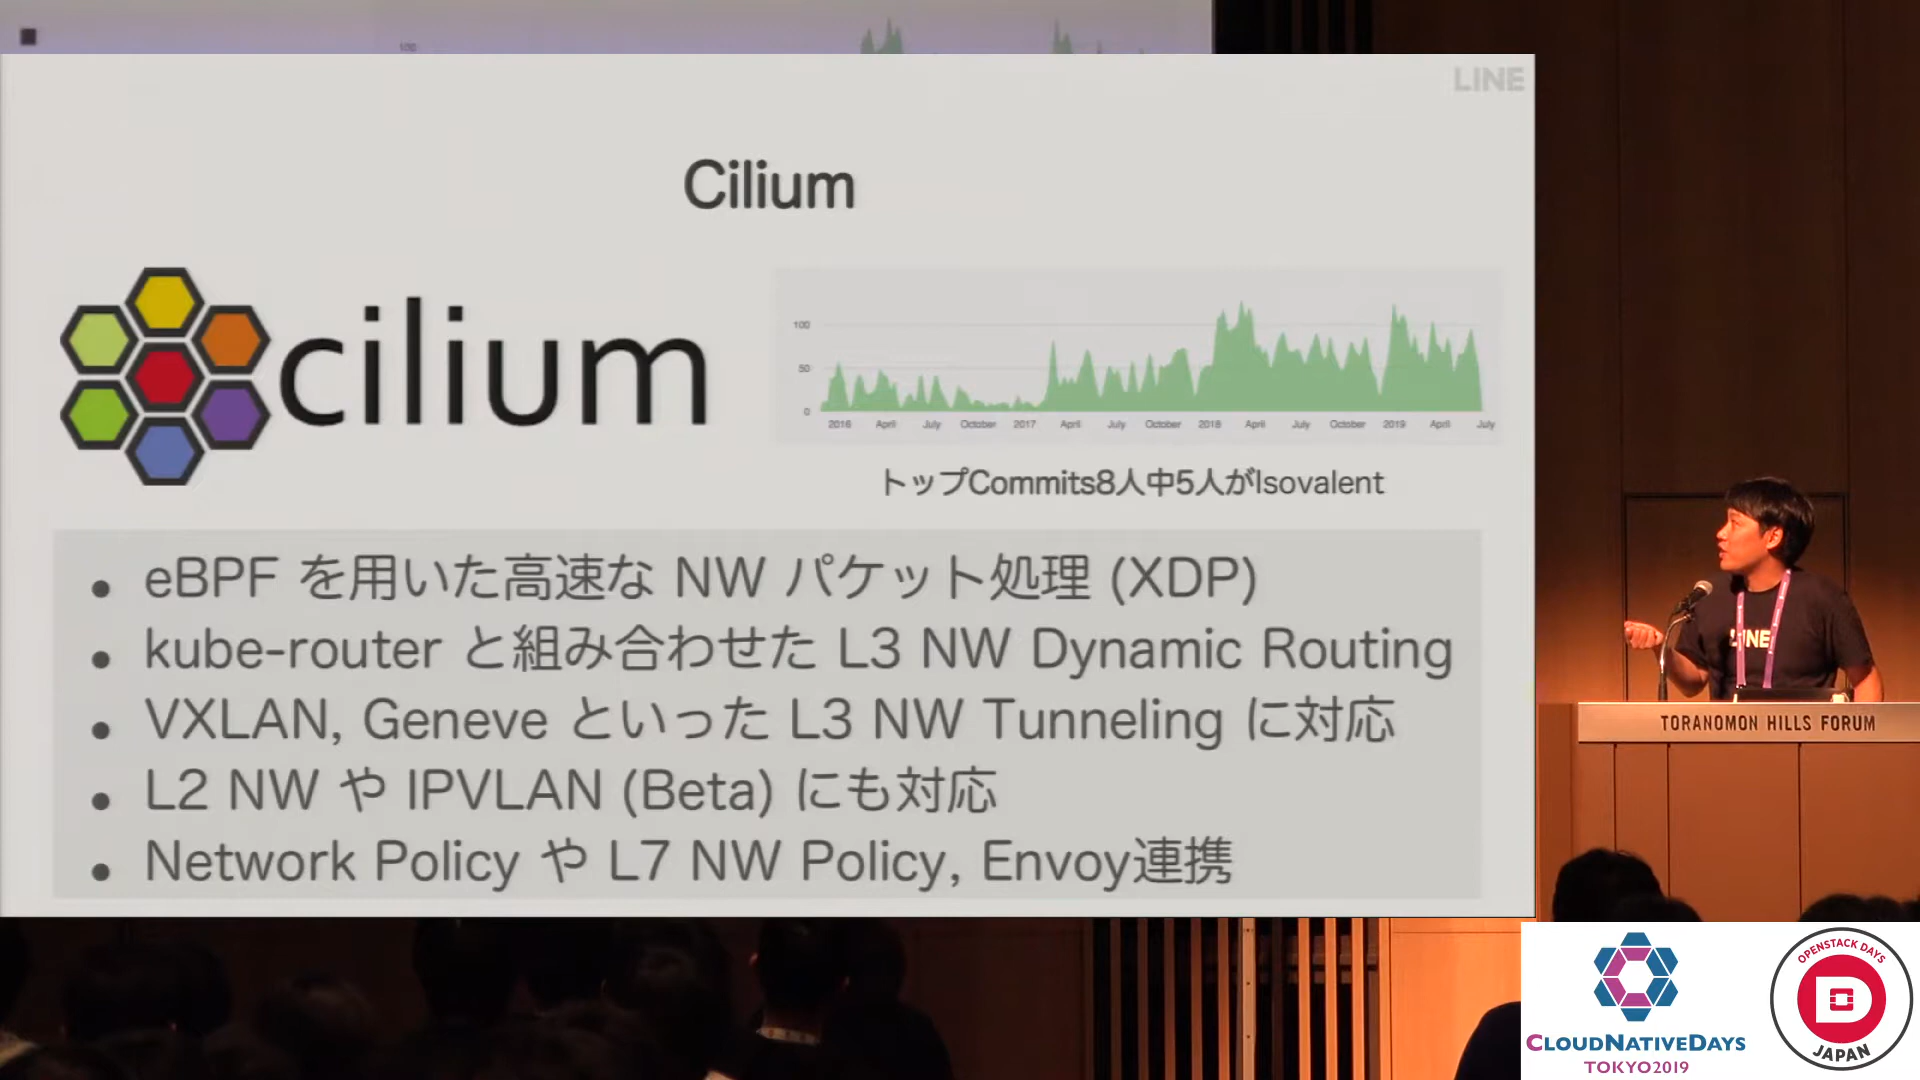 100
LINE
Cilium
cilium
100
50
0
2016 April July October 2017 April July October 2018 April July October 2019 April July
トップCommits8人中5人がIsovalent
• eBPF を用いた高速な NW パケット処理 (XDP)
• kube-router と組み合わせた L3 NW Dynamic Routing
• VXLAN, Geneve といった L3 NW Tunneling に対応
• L2 NW や IPVLAN (Beta) にも対応
• Network Policy や L7 NW Policy, Envoy連携
LINE
TORANOMON HILLS FORUM
CLOUDNATIVEDAYS
TOKYO2019
OPENSTACK DAYS
JAPAN